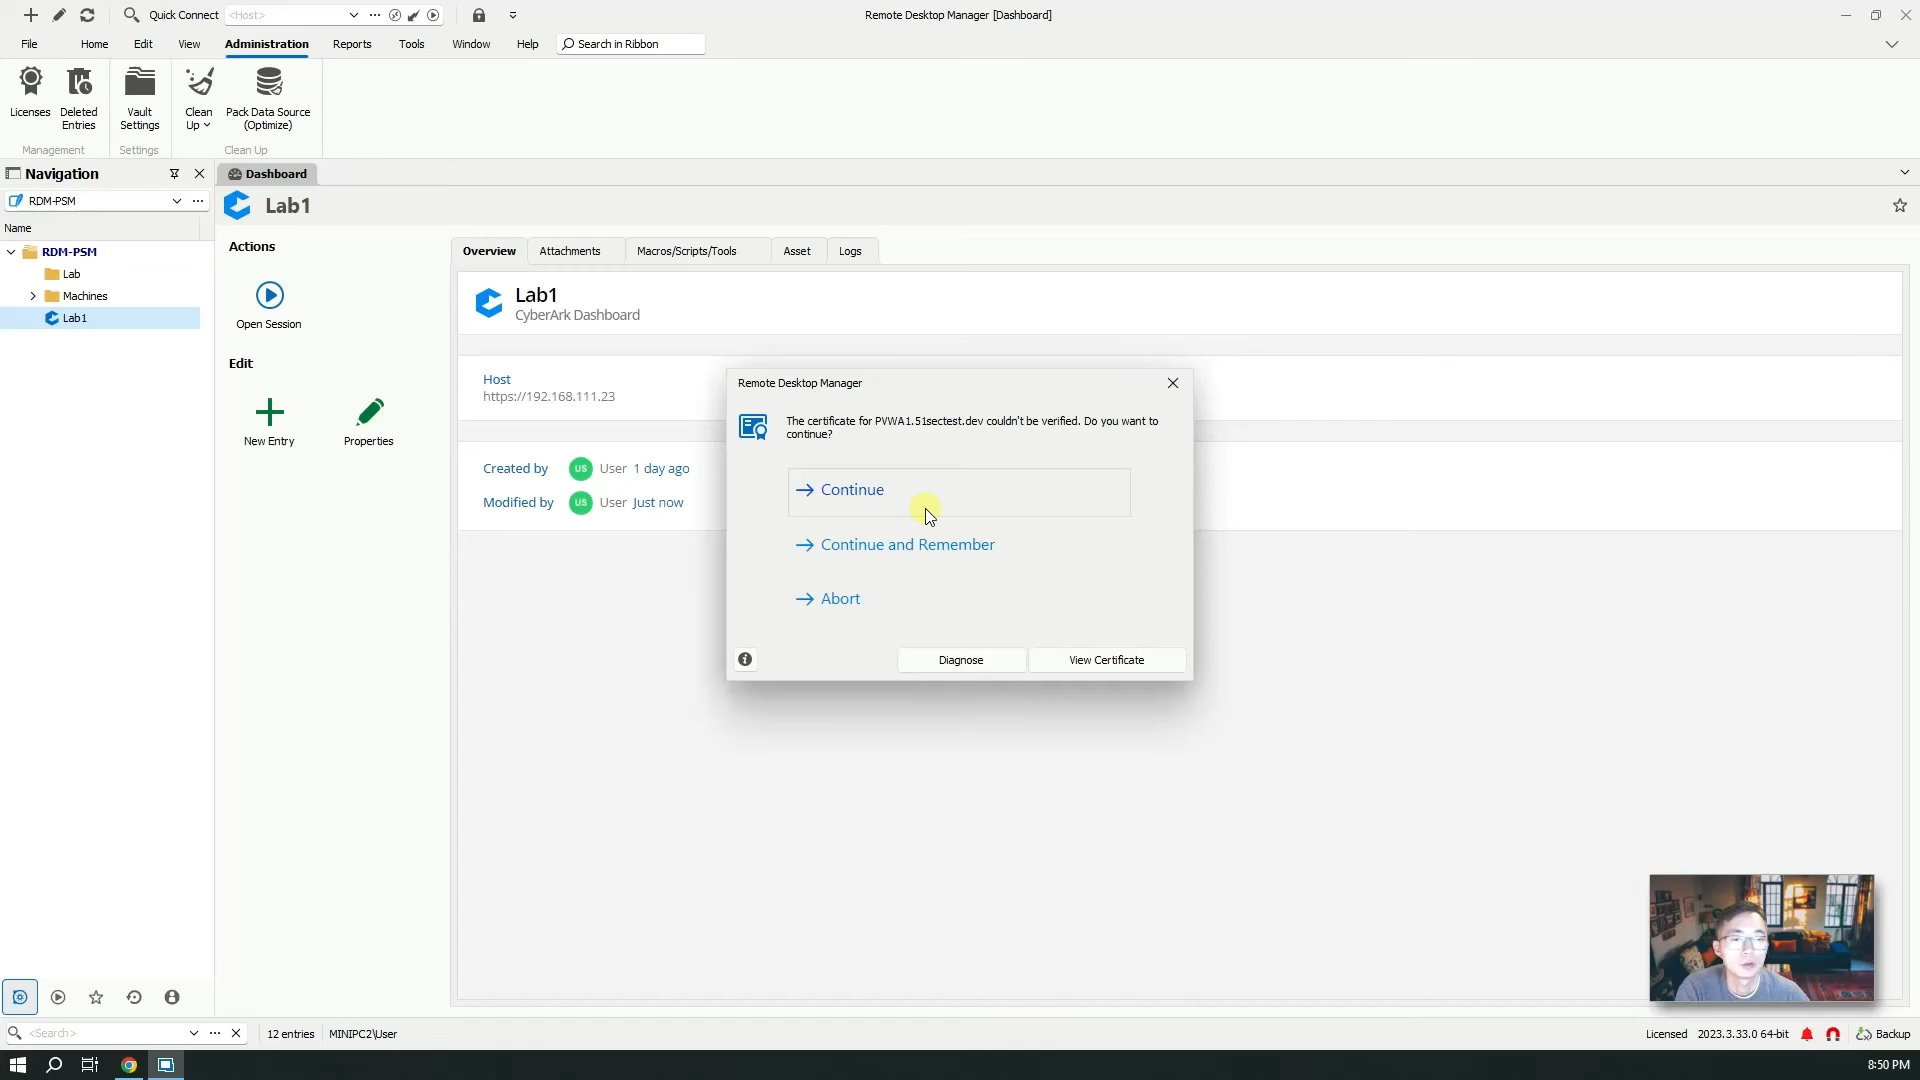 Quick Connect
<Host>
Remote Desktop Manager [Dashboard]
File
Home
Edit
View
Administration
Reports
Tools
Window
Help
Search in Ribbon
Licenses
Deleted
Entries
Vault
Settings
Clean
Up
Pack Data Source
(Optimize)
Management
Settings
Clean Up
Navigation
Dashboard
RDM-PSM
Lab1
Name
RDM-PSM
Lab
Machines
Lab1
Actions
Open Session
Edit
New Entry
Properties
Overview
Attachments
Macros/Scripts/Tools
Asset
Logs
Lab1
CyberArk Dashboard
Host
https://192.168.111.23
Created by
US
User
1 day ago
Modified by
US
User
Just now
Remote Desktop Manager
The certificate for PVWA1.51sectest.dev couldn't be verified. Do you want to
continue?
Continue
Continue and Remember
Abort
Diagnose
View Certificate
<Search>
12 entries
MINIPC2\User
Licensed
2023.3.33.0 64-bit
Backup
8:50 PM